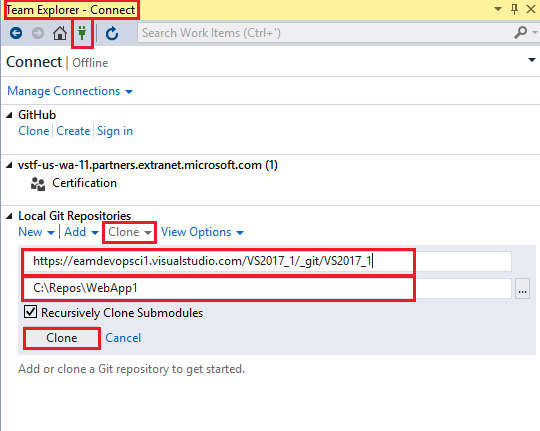 Team Explorer - Connect
Search Work Items (Ctrl+')
Connect | Offline
Manage Connections
GitHub
Clone | Create | Sign in
vstf-us-wa-11.partners.extranet.microsoft.com (1)
Certification
Local Git Repositories
New | Add Clone View Options
https://eamdevopsci1.visualstudio.com/VS2017_1/_git/VS2017_1
C:\Repos\WebApp1
...
Recursively Clone Submodules
Clone Cancel
Add or clone a Git repository to get started.